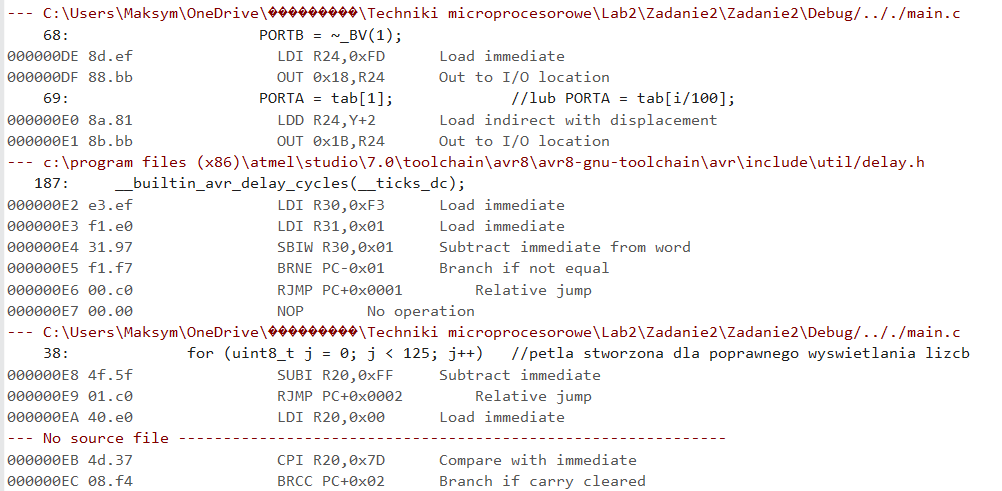 --- C:\Users\Maksym\OneDrive\���������\Techniki microprocesorowe\Lab2\Zadanie2\Zadanie2\Debug/.././main.c
68: PORTB = ~_BV(1);
000000DE 8d.ef LDI R24,0xFD Load immediate
000000DF 88.bb OUT 0x18,R24 Out to I/O location
69: PORTA = tab[1]; //lub PORTA = tab[i/100];
000000E0 8a.81 LDD R24,Y+2 Load indirect with displacement
000000E1 8b.bb OUT 0x1B,R24 Out to I/O location
--- c:\program files (x86)\atmel\studio\7.0\toolchain\avr8\avr8-gnu-toolchain\avr\include\util/delay.h
187: __builtin_avr_delay_cycles(__ticks_dc);
000000E2 e3.ef LDI R30,0xF3 Load immediate
000000E3 f1.e0 LDI R31,0x01 Load immediate
000000E4 31.97 SBIW R30,0x01 Subtract immediate from word
000000E5 f1.f7 BRNE PC-0x01 Branch if not equal
000000E6 00.c0 RJMP PC+0x0001 Relative jump
000000E7 00.00 NOP No operation
--- C:\Users\Maksym\OneDrive\���������\Techniki microprocesorowe\Lab2\Zadanie2\Zadanie2\Debug/.././main.c
38: for (uint8_t j = 0; j < 125; j++) //petla stworzona dla poprawnego wyswietlania lizcb
000000E8 4f.5f SUBI R20,0xFF Subtract immediate
000000E9 01.c0 RJMP PC+0x0002 Relative jump
000000EA 40.e0 LDI R20,0x00 Load immediate
--- No source file -------------------------------------------------------------
000000EB 4d.37 CPI R20,0x7D Compare with immediate
000000EC 08.f4 BRCC PC+0x02 Branch if carry cleared